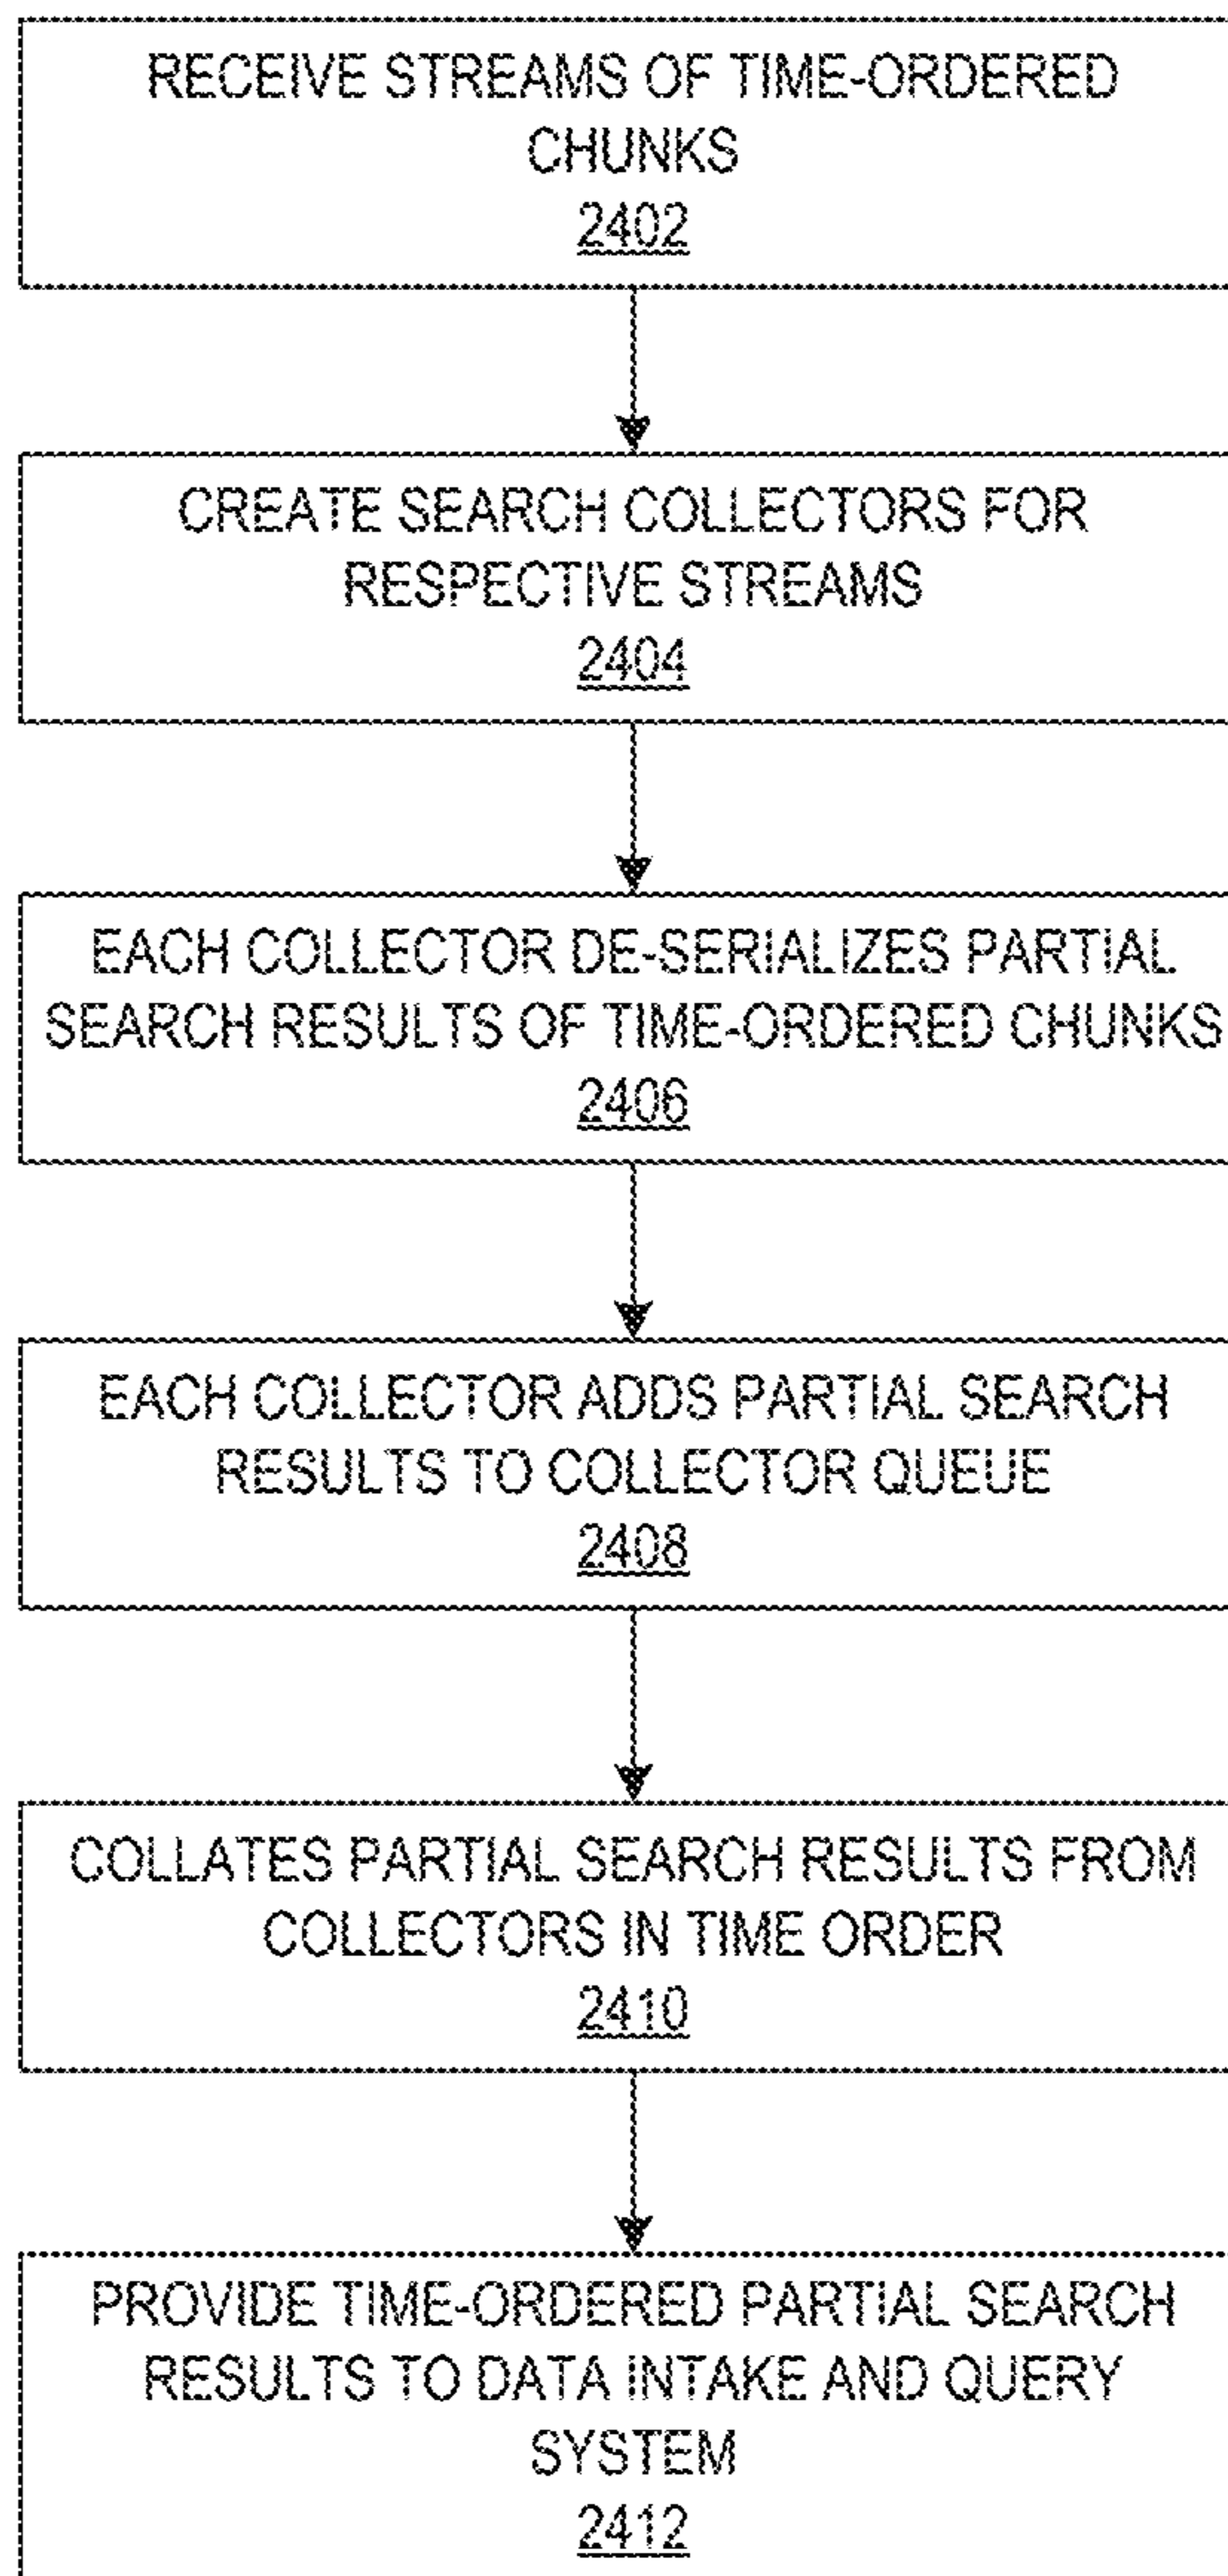 RECEIVE STREAMS OF TIME-ORDERED
CHUNKS
2402
CREATE SEARCH COLLECTORS FOR
RESPECTIVE STREAMS
2404
EACH COLLECTOR DE-SERIALIZES PARTIAL
SEARCH RESULTS OF TIME-ORDERED CHUNKS
2406
EACH COLLECTOR ADDS PARTIAL SEARCH
RESULTS TO COLLECTOR QUEUE
2408
COLLATES PARTIAL SEARCH RESULTS FROM
COLLECTORS IN TIME ORDER
2410
PROVIDE TIME-ORDERED PARTIAL SEARCH
RESULTS TO DATA INTAKE AND QUERY
SYSTEM
2412